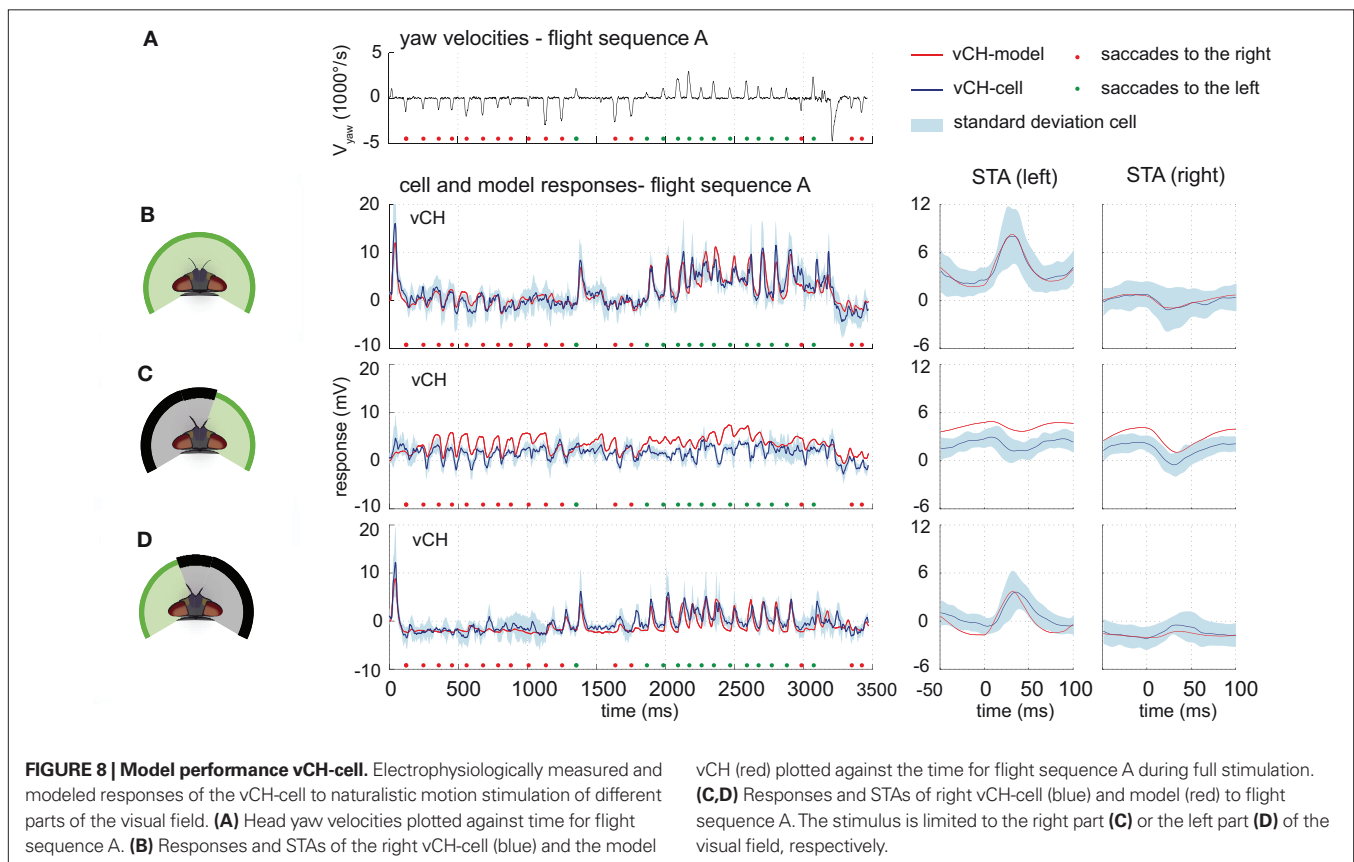 A
yaw velocities - flight sequence A
5
0
-5
V_yaw (1000°/s)
vCH-model
saccades to the right
vCH-cell
saccades to the left
standard deviation cell
cell and model responses- flight sequence A
STA (left)
STA (right)
B
vCH
20
10
0
-10
12
6
0
-6
C
vCH
20
10
0
-10
response (mV)
12
6
0
-6
D
vCH
20
10
0
-10
12
6
0
-6
0 500 1000 1500 2000 2500 3000 3500
time (ms)
-50 0 50 100
time (ms)
-50 0 50 100
time (ms)
FIGURE 8 | Model performance vCH-cell. Electrophysiologically measured and
modeled responses of the vCH-cell to naturalistic motion stimulation of different
parts of the visual field. (A) Head yaw velocities plotted against time for flight
sequence A. (B) Responses and STAs of the right vCH-cell (blue) and the model
vCH (red) plotted against the time for flight sequence A during full stimulation.
(C,D) Responses and STAs of right vCH-cell (blue) and model (red) to flight
sequence A. The stimulus is limited to the right part (C) or the left part (D) of the
visual field, respectively.